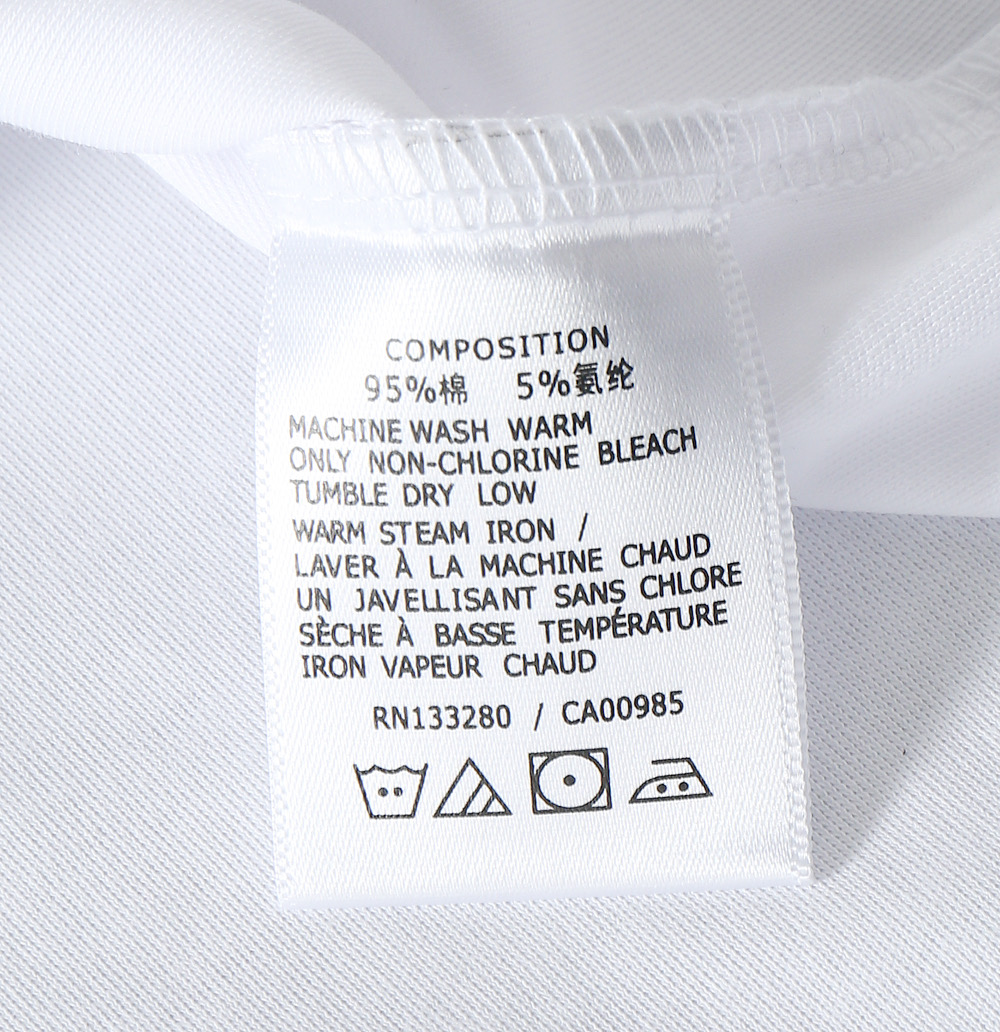 COMPOSITION
95%棉 5%氨纶
MACHINE WASH WARM
ONLY NON-CHLORINE BLEACH
TUMBLE DRY LOW
WARM STEAM IRON /
LAVER À LA MACHINE CHAUD
UN JAVELLISANT SANS CHLORE
SÈCHE À BASSE TEMPÉRATURE
IRON VAPEUR CHAUD
RN133280 / CA00985